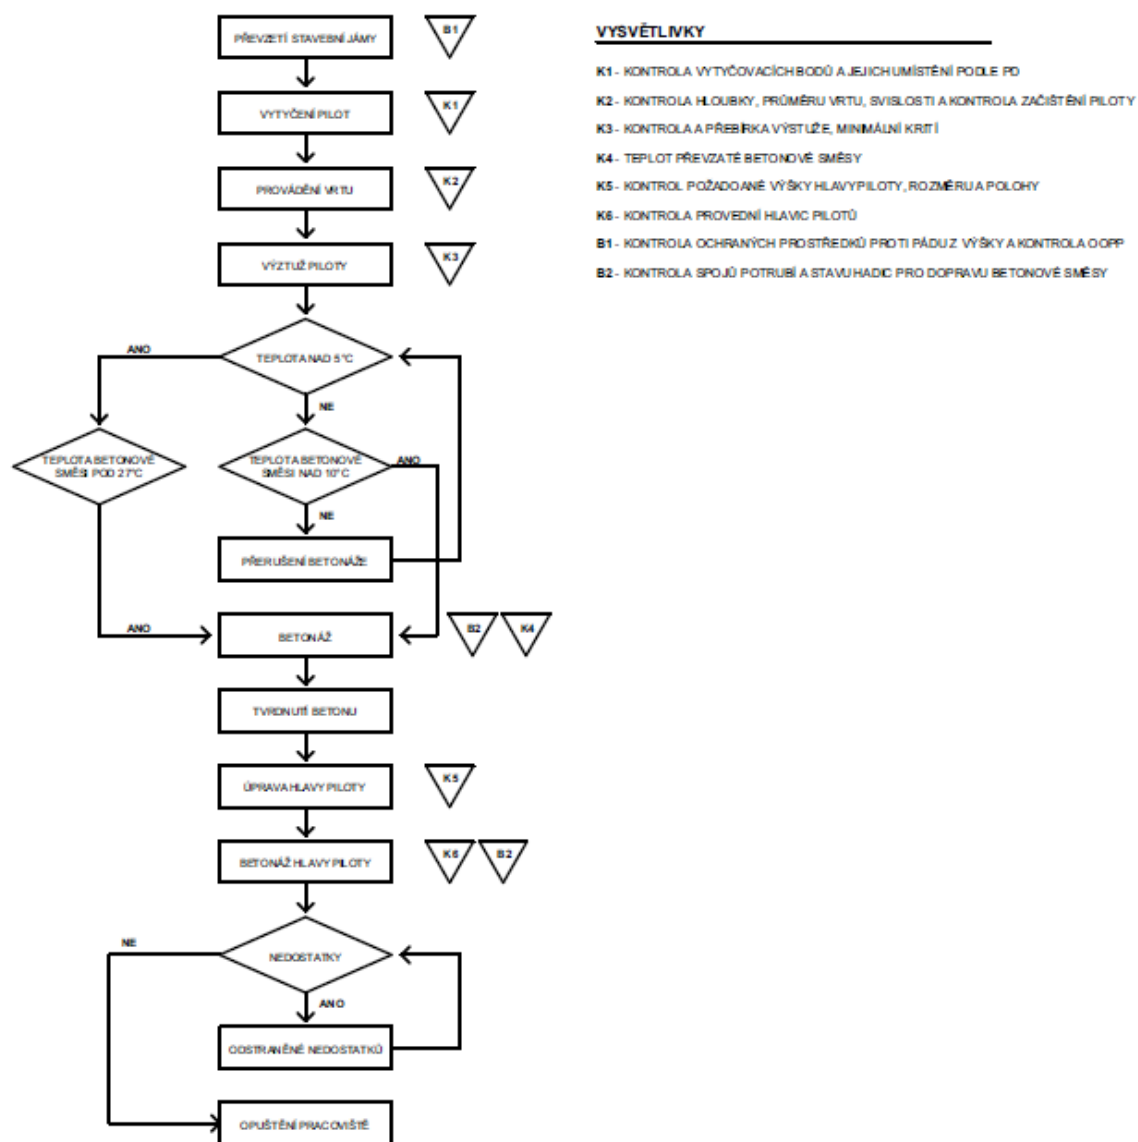 PŘEVZETÍ STAVEBNÍ JÁMY
B1
VYTYČENÍ PILOT
K1
PROVÁDĚNÍ VRTU
K2
VÝZTUŽ PILOTY
K3
TEPLOTA NAD 5°C
ANO
NE
TEPLOTA BETONOVÉ
SMĚSI POD 27°C
TEPLOTA BETONOVÉ
SMĚSI NAD 10°C
ANO
NE
PŘERUŠENÍ BETONÁŽE
ANO
BETONÁŽ
B2
K4
TVRDNUTÍ BETONU
ÚPRAVA HLAVY PILOTY
K5
BETONÁŽ HLAVY PILOTY
K6
B2
NEDOSTATKY
NE
ANO
ODSTRANĚNÉ NEDOSTATKŮ
OPUŠTĚNÍ PRACOVIŠTĚ
VYSVĚTLIVKY
K1 - KONTROLA VYTYČOVACÍCH BODŮ A JEJICH UMÍSTĚNÍ PODLE PD
K2 - KONTROLA HLOUBKY, PRŮMĚRU VRTU, SVISLOSTI A KONTROLA ZAČIŠTĚNÍ PILOTY
K3 - KONTROLA A PŘEBÍRKA VÝSTUŽE, MINIMÁLNÍ KRITÍ
K4 - TEPLOT PŘEVZATÉ BETONOVÉ SMĚSY
K5 - KONTROL POŽADOANÉ VÝŠKY HLAVY PILOTY, ROZMĚRU A POLOHY
K6 - KONTROLA PROVEDNÍ HLAVIC PILOTŮ
B1 - KONTROLA OCHRANÝCH PROSTŘEDKŮ PROTI PÁDU Z VÝŠKY A KONTROLA OOPP
B2 - KONTROLA SPOJŮ POTRUBÍ A STAVU HADIC PRO DOPRAVU BETONOVÉ SMĚSY